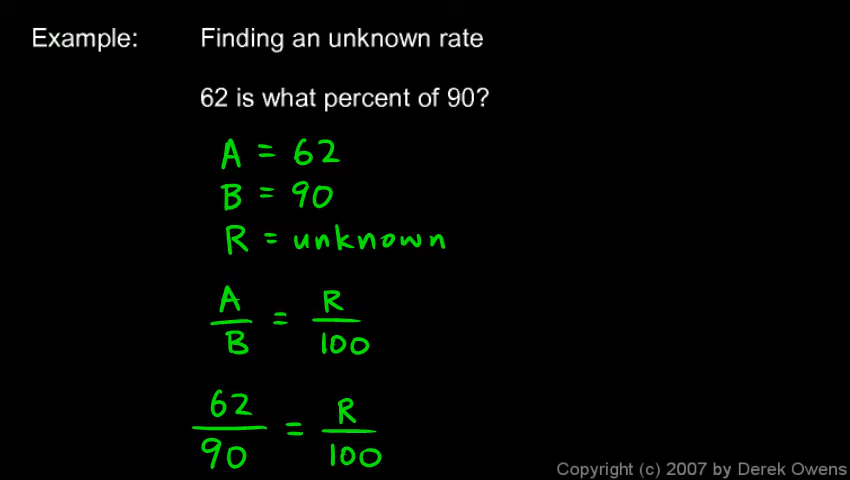 Example: Finding an unknown rate
62 is what percent of 90?
A = 62
B = 90
R = unknown
A/B = R/100
62/90 = R/100
Copyright (c) 2007 by Derek Owens